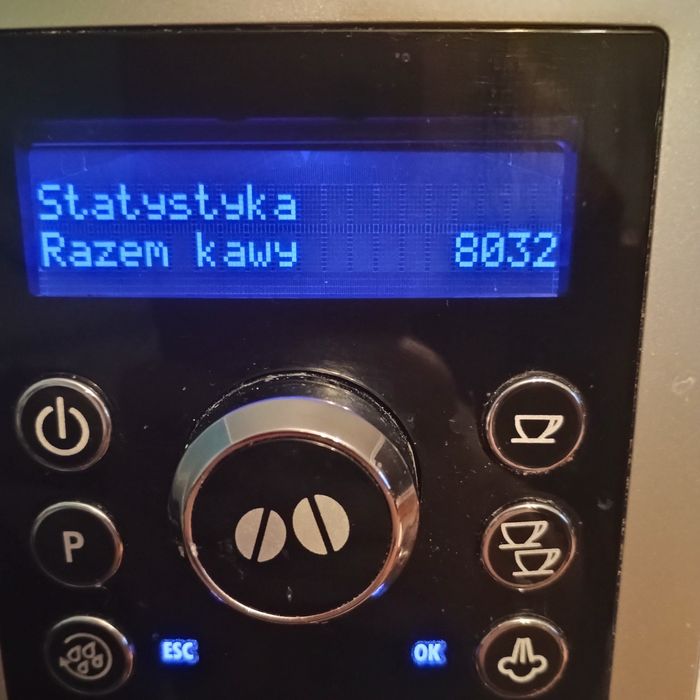 Statystyka
Razem kawy 8032
P
ESC OK